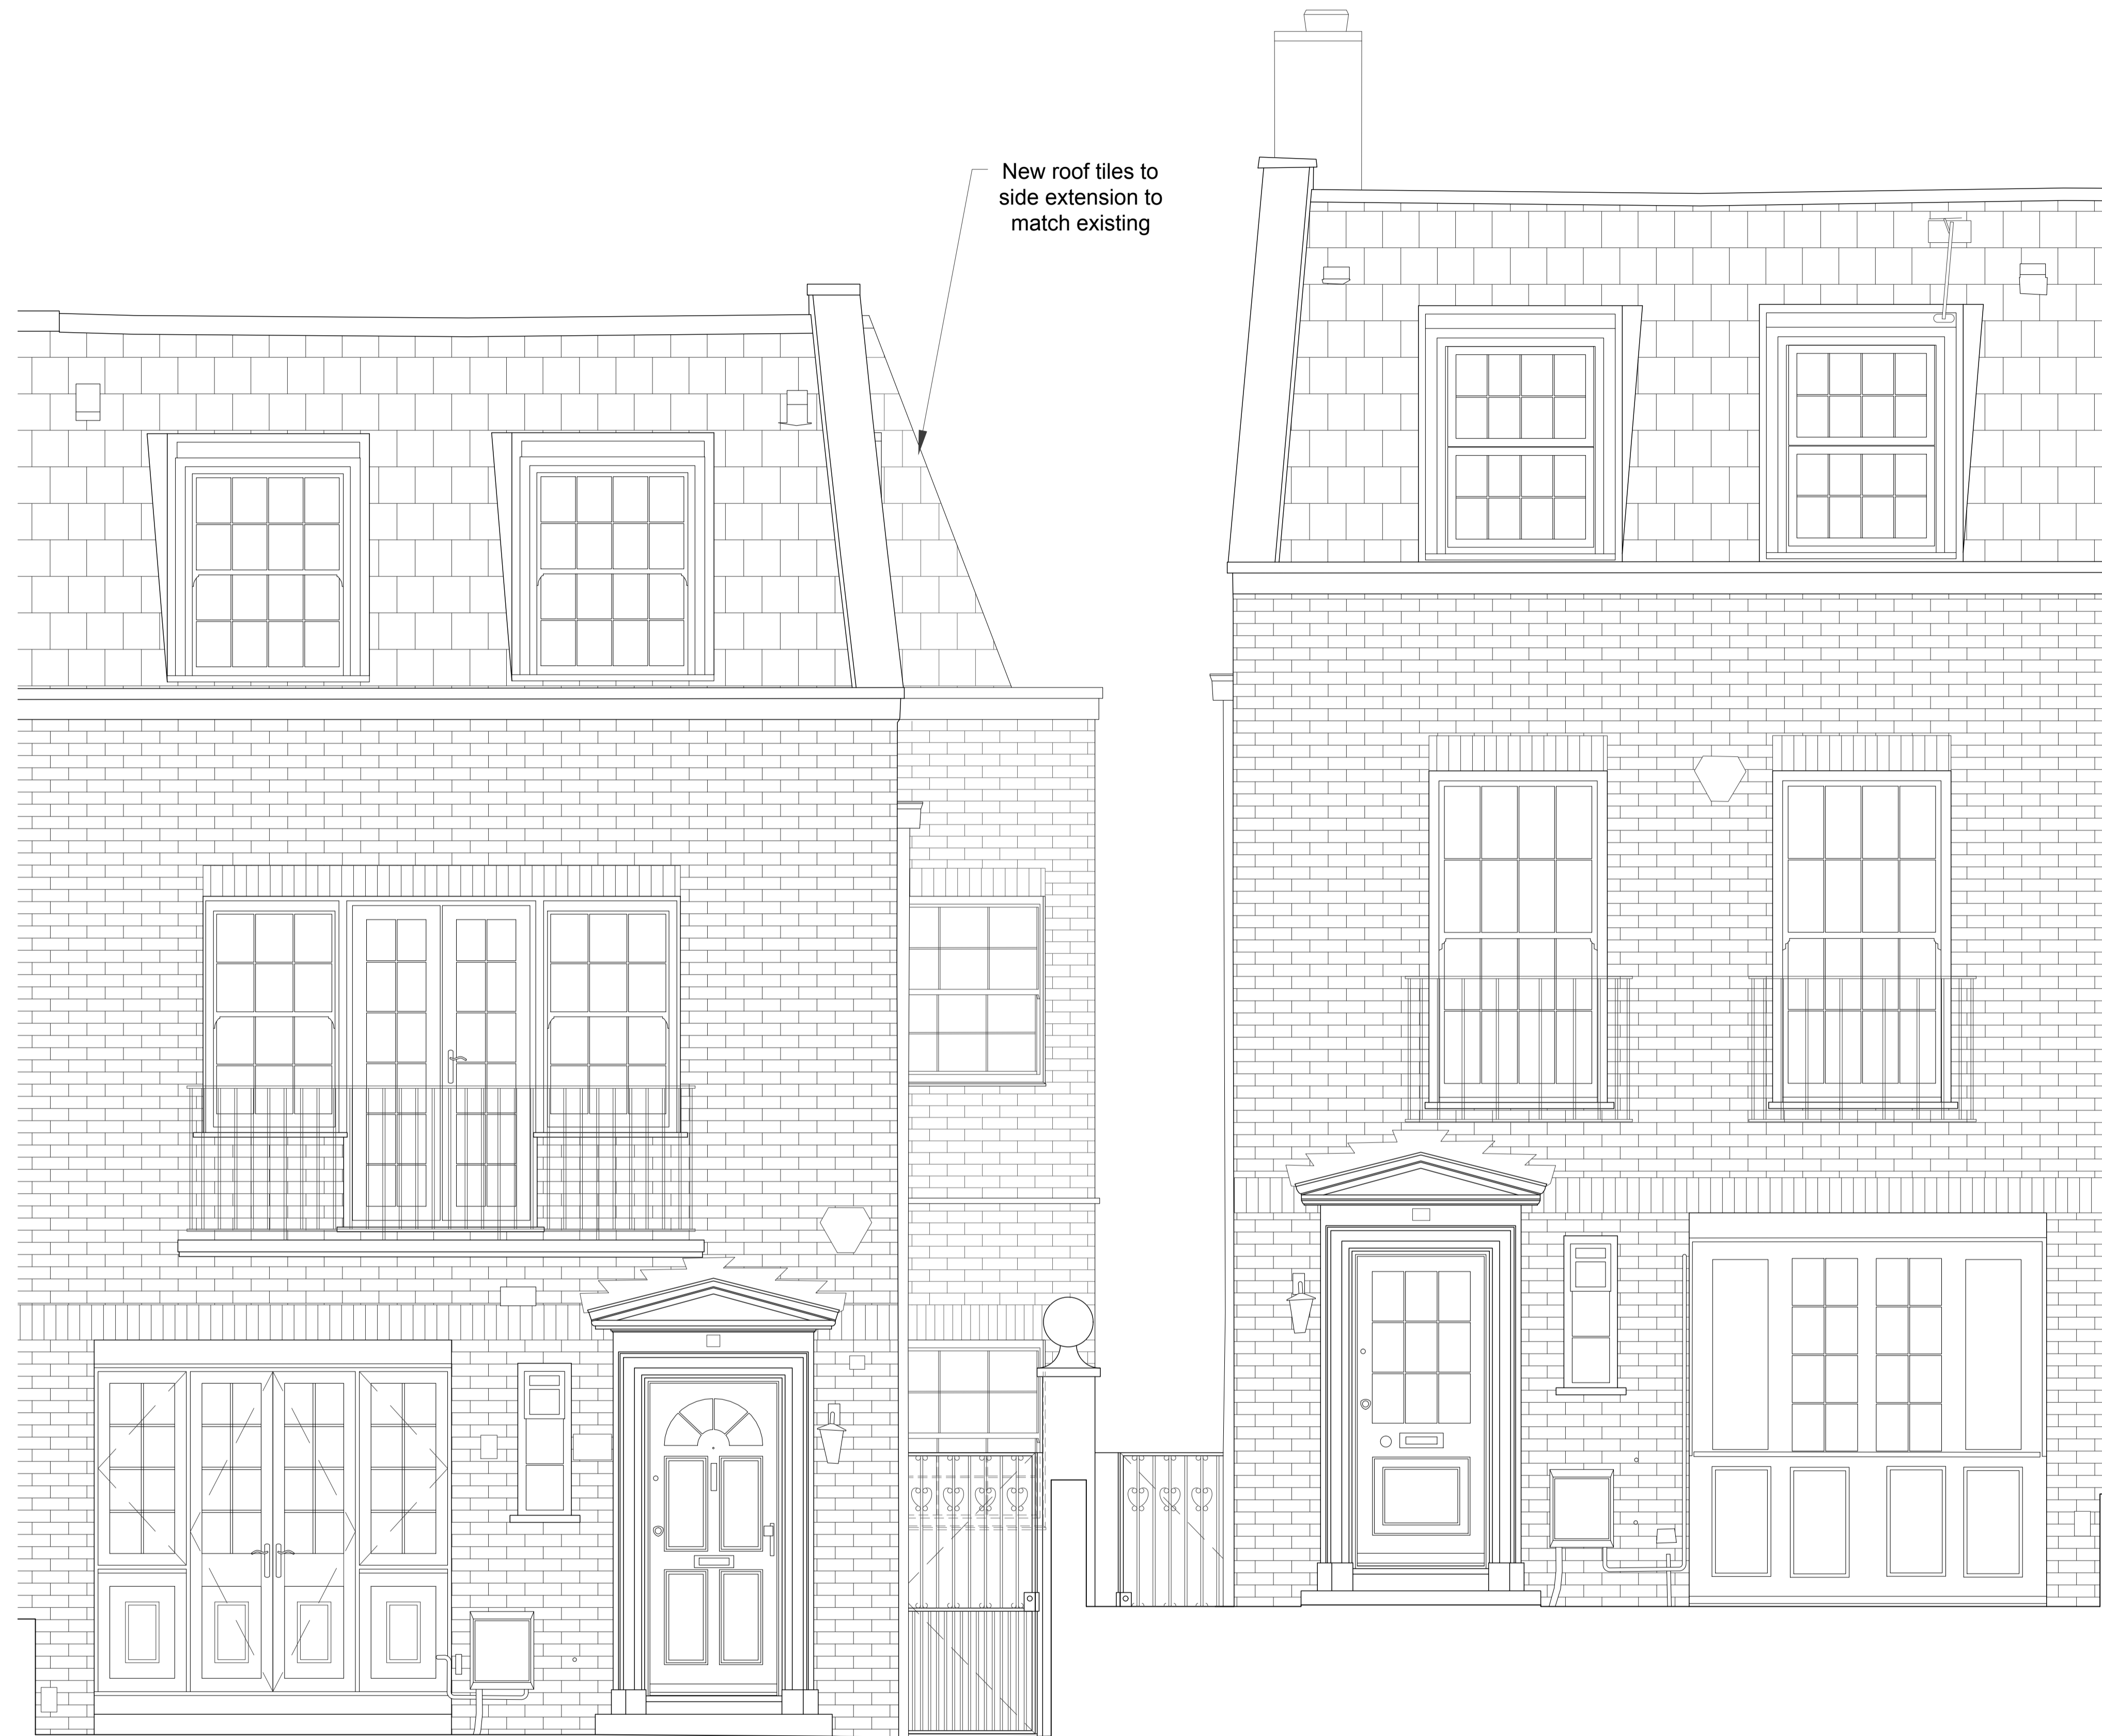 New roof tiles to
side extension to
match existing